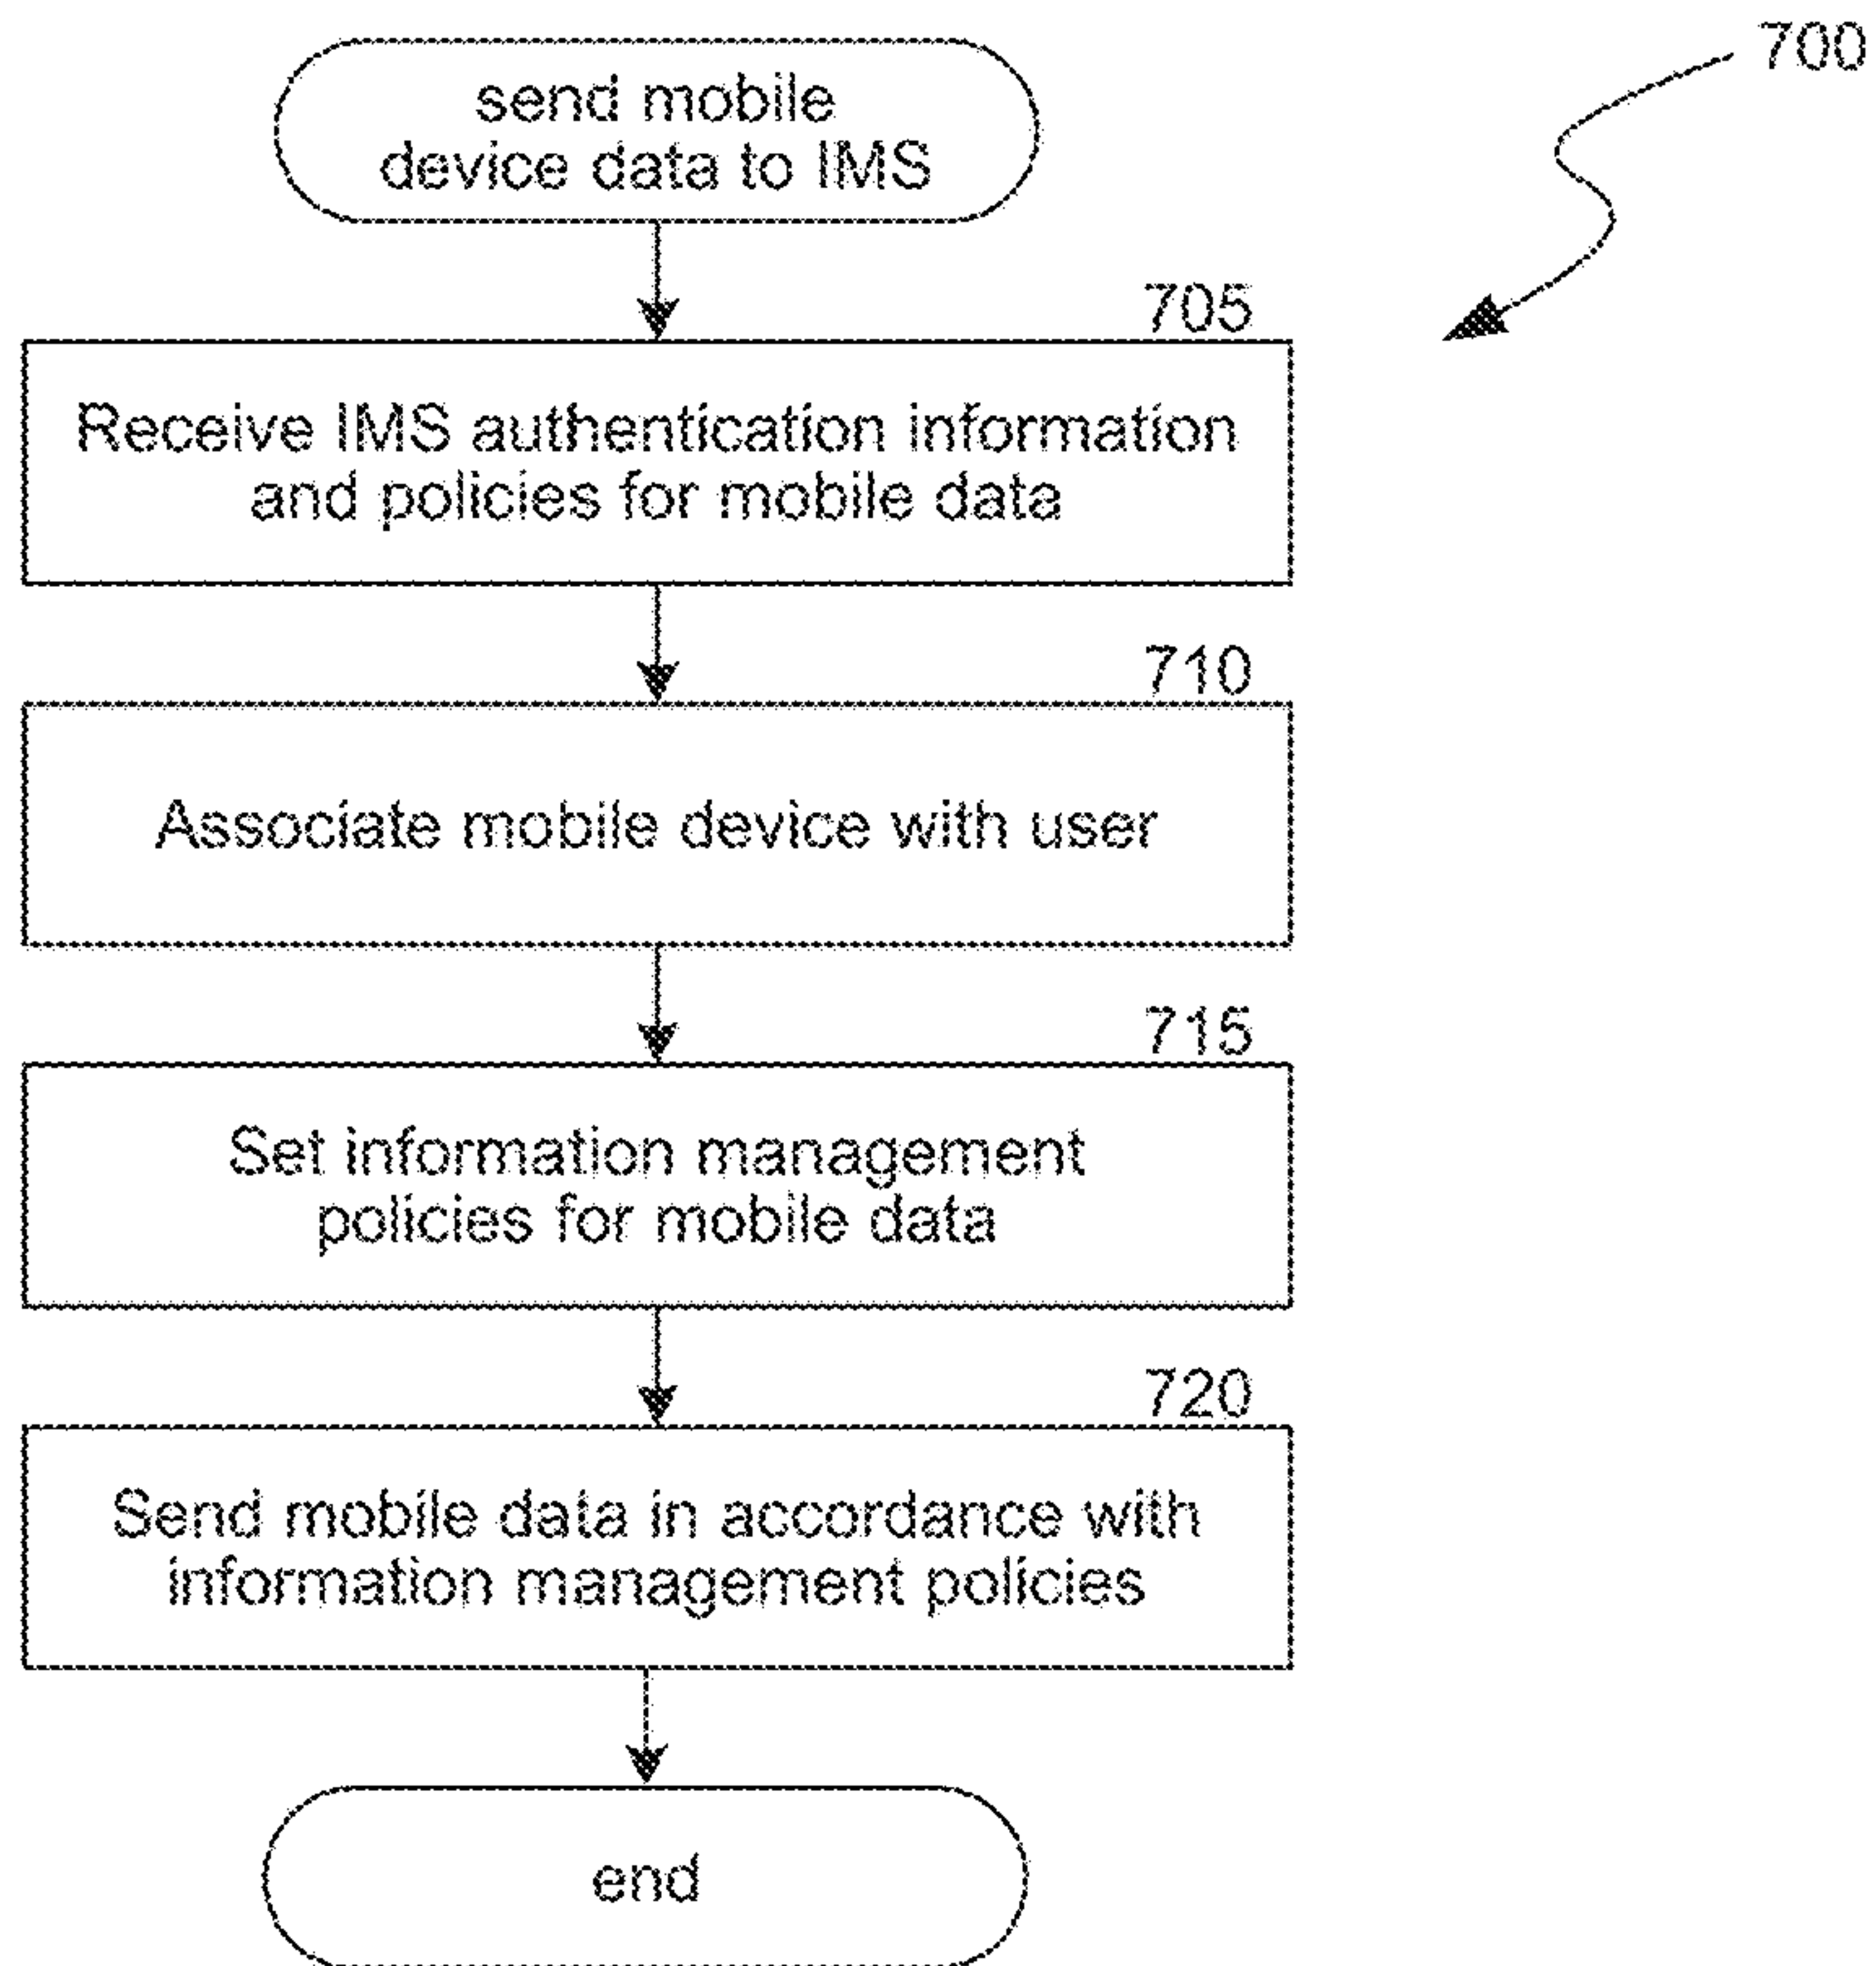 700
send mobile
device data to IMS
705
Receive IMS authentication information
and policies for mobile data
710
Associate mobile device with user
715
Set information management
policies for mobile data
720
Send mobile data in accordance with
information management policies
end